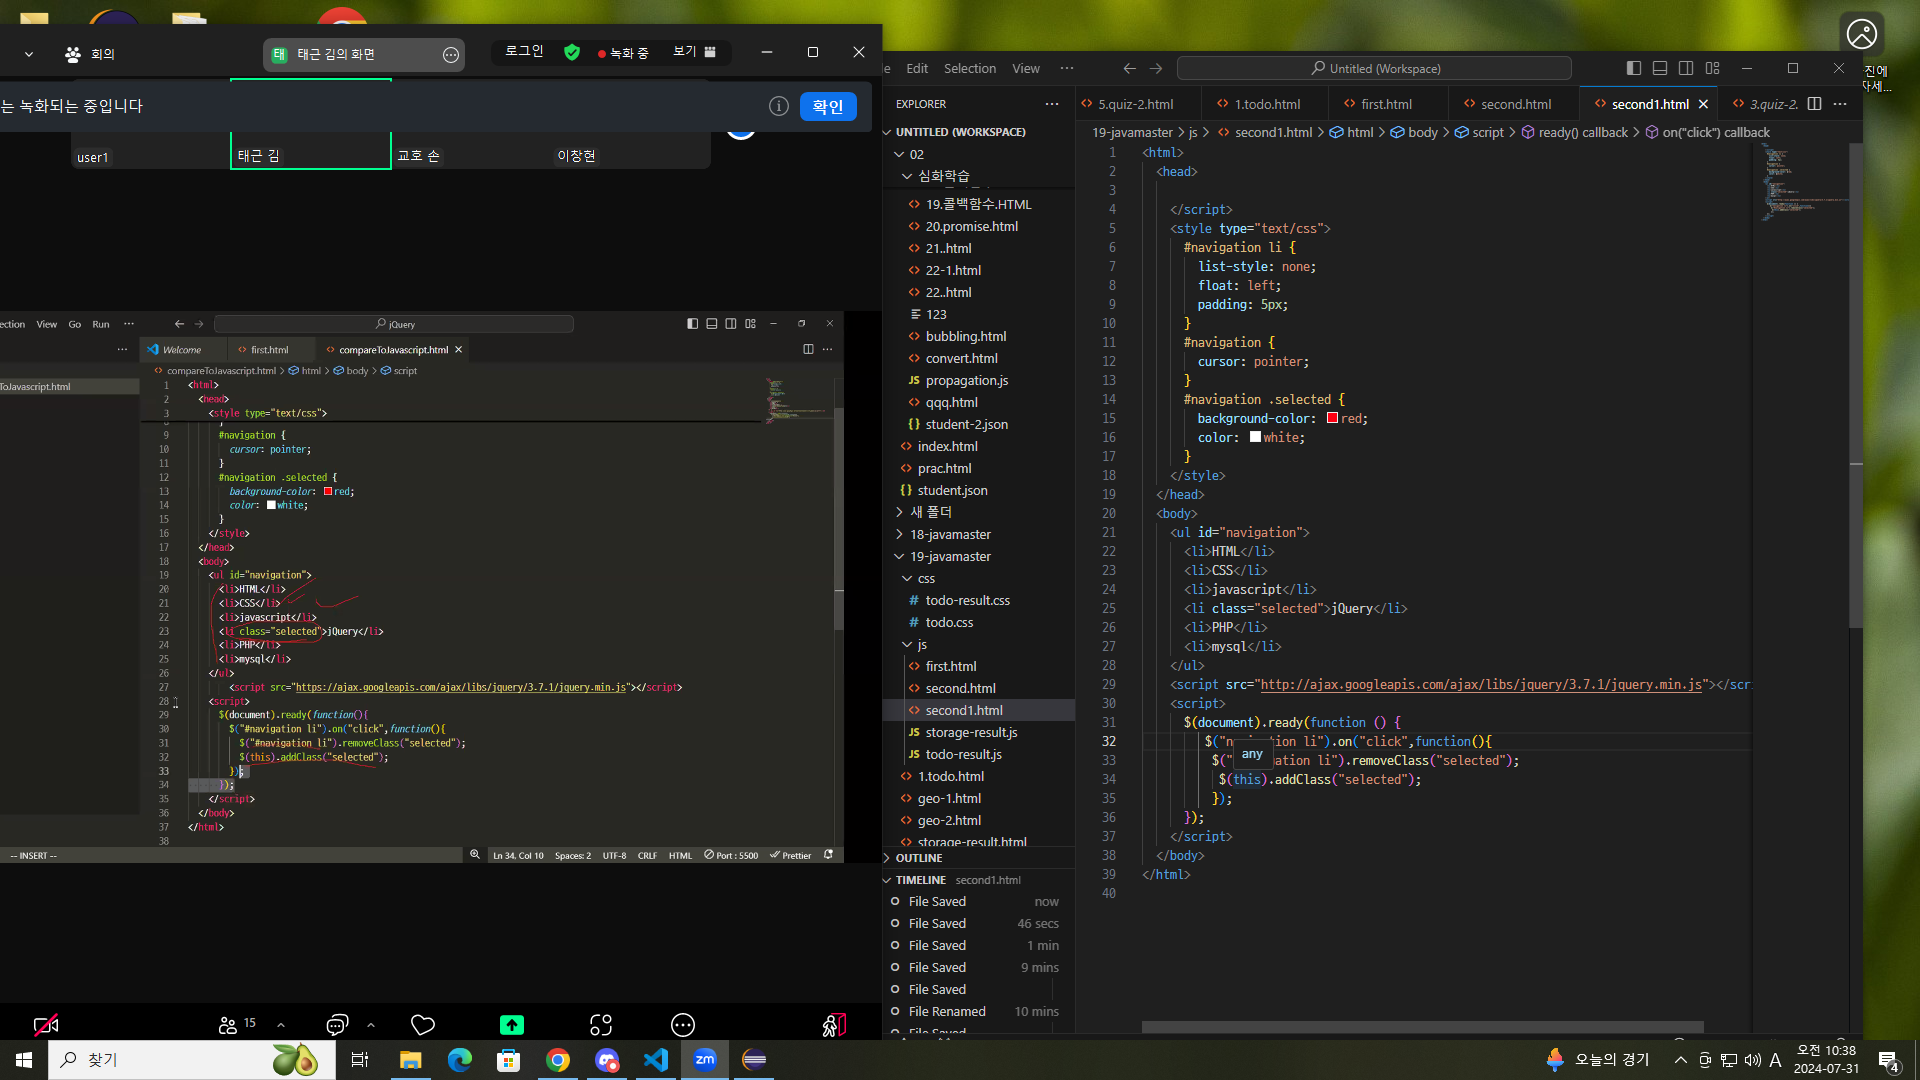 회의
태 태근 김의 화면
로그인
녹화 중
보기
는 녹화되는 중입니다
확인
user1
태근 김
교호 손
이창현
ection View Go Run ···
jQuery
Welcome
first.html
compareToJavascript.html
ToJavascript.html
compareToJavascript.html > html > body > script
1 <html>
2 <head>
3 <style type="text/css">
8 }
9 #navigation {
10 cursor: pointer;
11 }
12 #navigation .selected {
13 background-color: red;
14 color: white;
15 }
16 </style>
17 </head>
18 <body>
19 <ul id="navigation">
20 <li>HTML</li>
21 <li>CSS</li>
22 <li>javascript</li>
23 <li class="selected">jQuery</li>
24 <li>PHP</li>
25 <li>mysql</li>
26 </ul>
27 <script src="https://ajax.googleapis.com/ajax/libs/jquery/3.7.1/jquery.min.js"></script>
28 <script>
29 $(document).ready(function(){
30 $("#navigation li").on("click",function(){
31 $("#navigation li").removeClass("selected");
32 $(this).addClass("selected");
33 });
34 });
35 </script>
36 </body>
37 </html>
38
-- INSERT --
Ln 34, Col 10 Spaces: 2 UTF-8 CRLF HTML Port : 5500 Prettier
15
e Edit Selection View ···
Untitled (Workspace)
EXPLORER
5.quiz-2.html
1.todo.html
first.html
second.html
second1.html
3.quiz-2.
UNTITLED (WORKSPACE)
02
심화학습
19.콜백함수.HTML
20.promise.html
21..html
22-1.html
22..html
123
bubbling.html
convert.html
JS propagation.js
qqq.html
{} student-2.json
index.html
prac.html
{} student.json
새 폴더
18-javamaster
19-javamaster
css
# todo-result.css
# todo.css
js
first.html
second.html
second1.html
JS storage-result.js
JS todo-result.js
1.todo.html
geo-1.html
geo-2.html
storage-result.html
OUTLINE
TIMELINE second1.html
File Saved now
File Saved 46 secs
File Saved 1 min
File Saved 9 mins
File Saved
File Renamed 10 mins
File Saved
19-javamaster > js > second1.html > html > body > script > ready() callback > on("click") callback
1 <html>
2 <head>
3
4 </script>
5 <style type="text/css">
6 #navigation li {
7 list-style: none;
8 float: left;
9 padding: 5px;
10 }
11 #navigation {
12 cursor: pointer;
13 }
14 #navigation .selected {
15 background-color: red;
16 color: white;
17 }
18 </style>
19 </head>
20 <body>
21 <ul id="navigation">
22 <li>HTML</li>
23 <li>CSS</li>
24 <li>javascript</li>
25 <li class="selected">jQuery</li>
26 <li>PHP</li>
27 <li>mysql</li>
28 </ul>
29 <script src="http://ajax.googleapis.com/ajax/libs/jquery/3.7.1/jquery.min.js"></scri
30 <script>
31 $(document).ready(function () {
32 $("navigation li").on("click",function(){
any
33 $(" ation li").removeClass("selected");
34 $(this).addClass("selected");
35 });
36 });
37 </script>
38 </body>
39 </html>
40
진에
자세...
찾기
zm
오늘의 경기
A
오전 10:38
2024-07-31
4